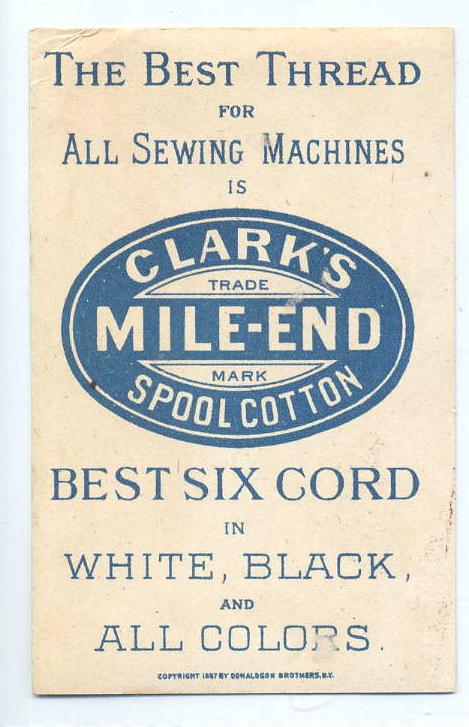 THE BEST THREAD
FOR
ALL SEWING MACHINES
IS
CLARK'S
TRADE
MILE-END
MARK
SPOOL COTTON
BEST SIX CORD
IN
WHITE, BLACK,
AND
ALL COLORS.
COPYRIGHT 1887 BY DONALDSON BROTHERS, N.Y.